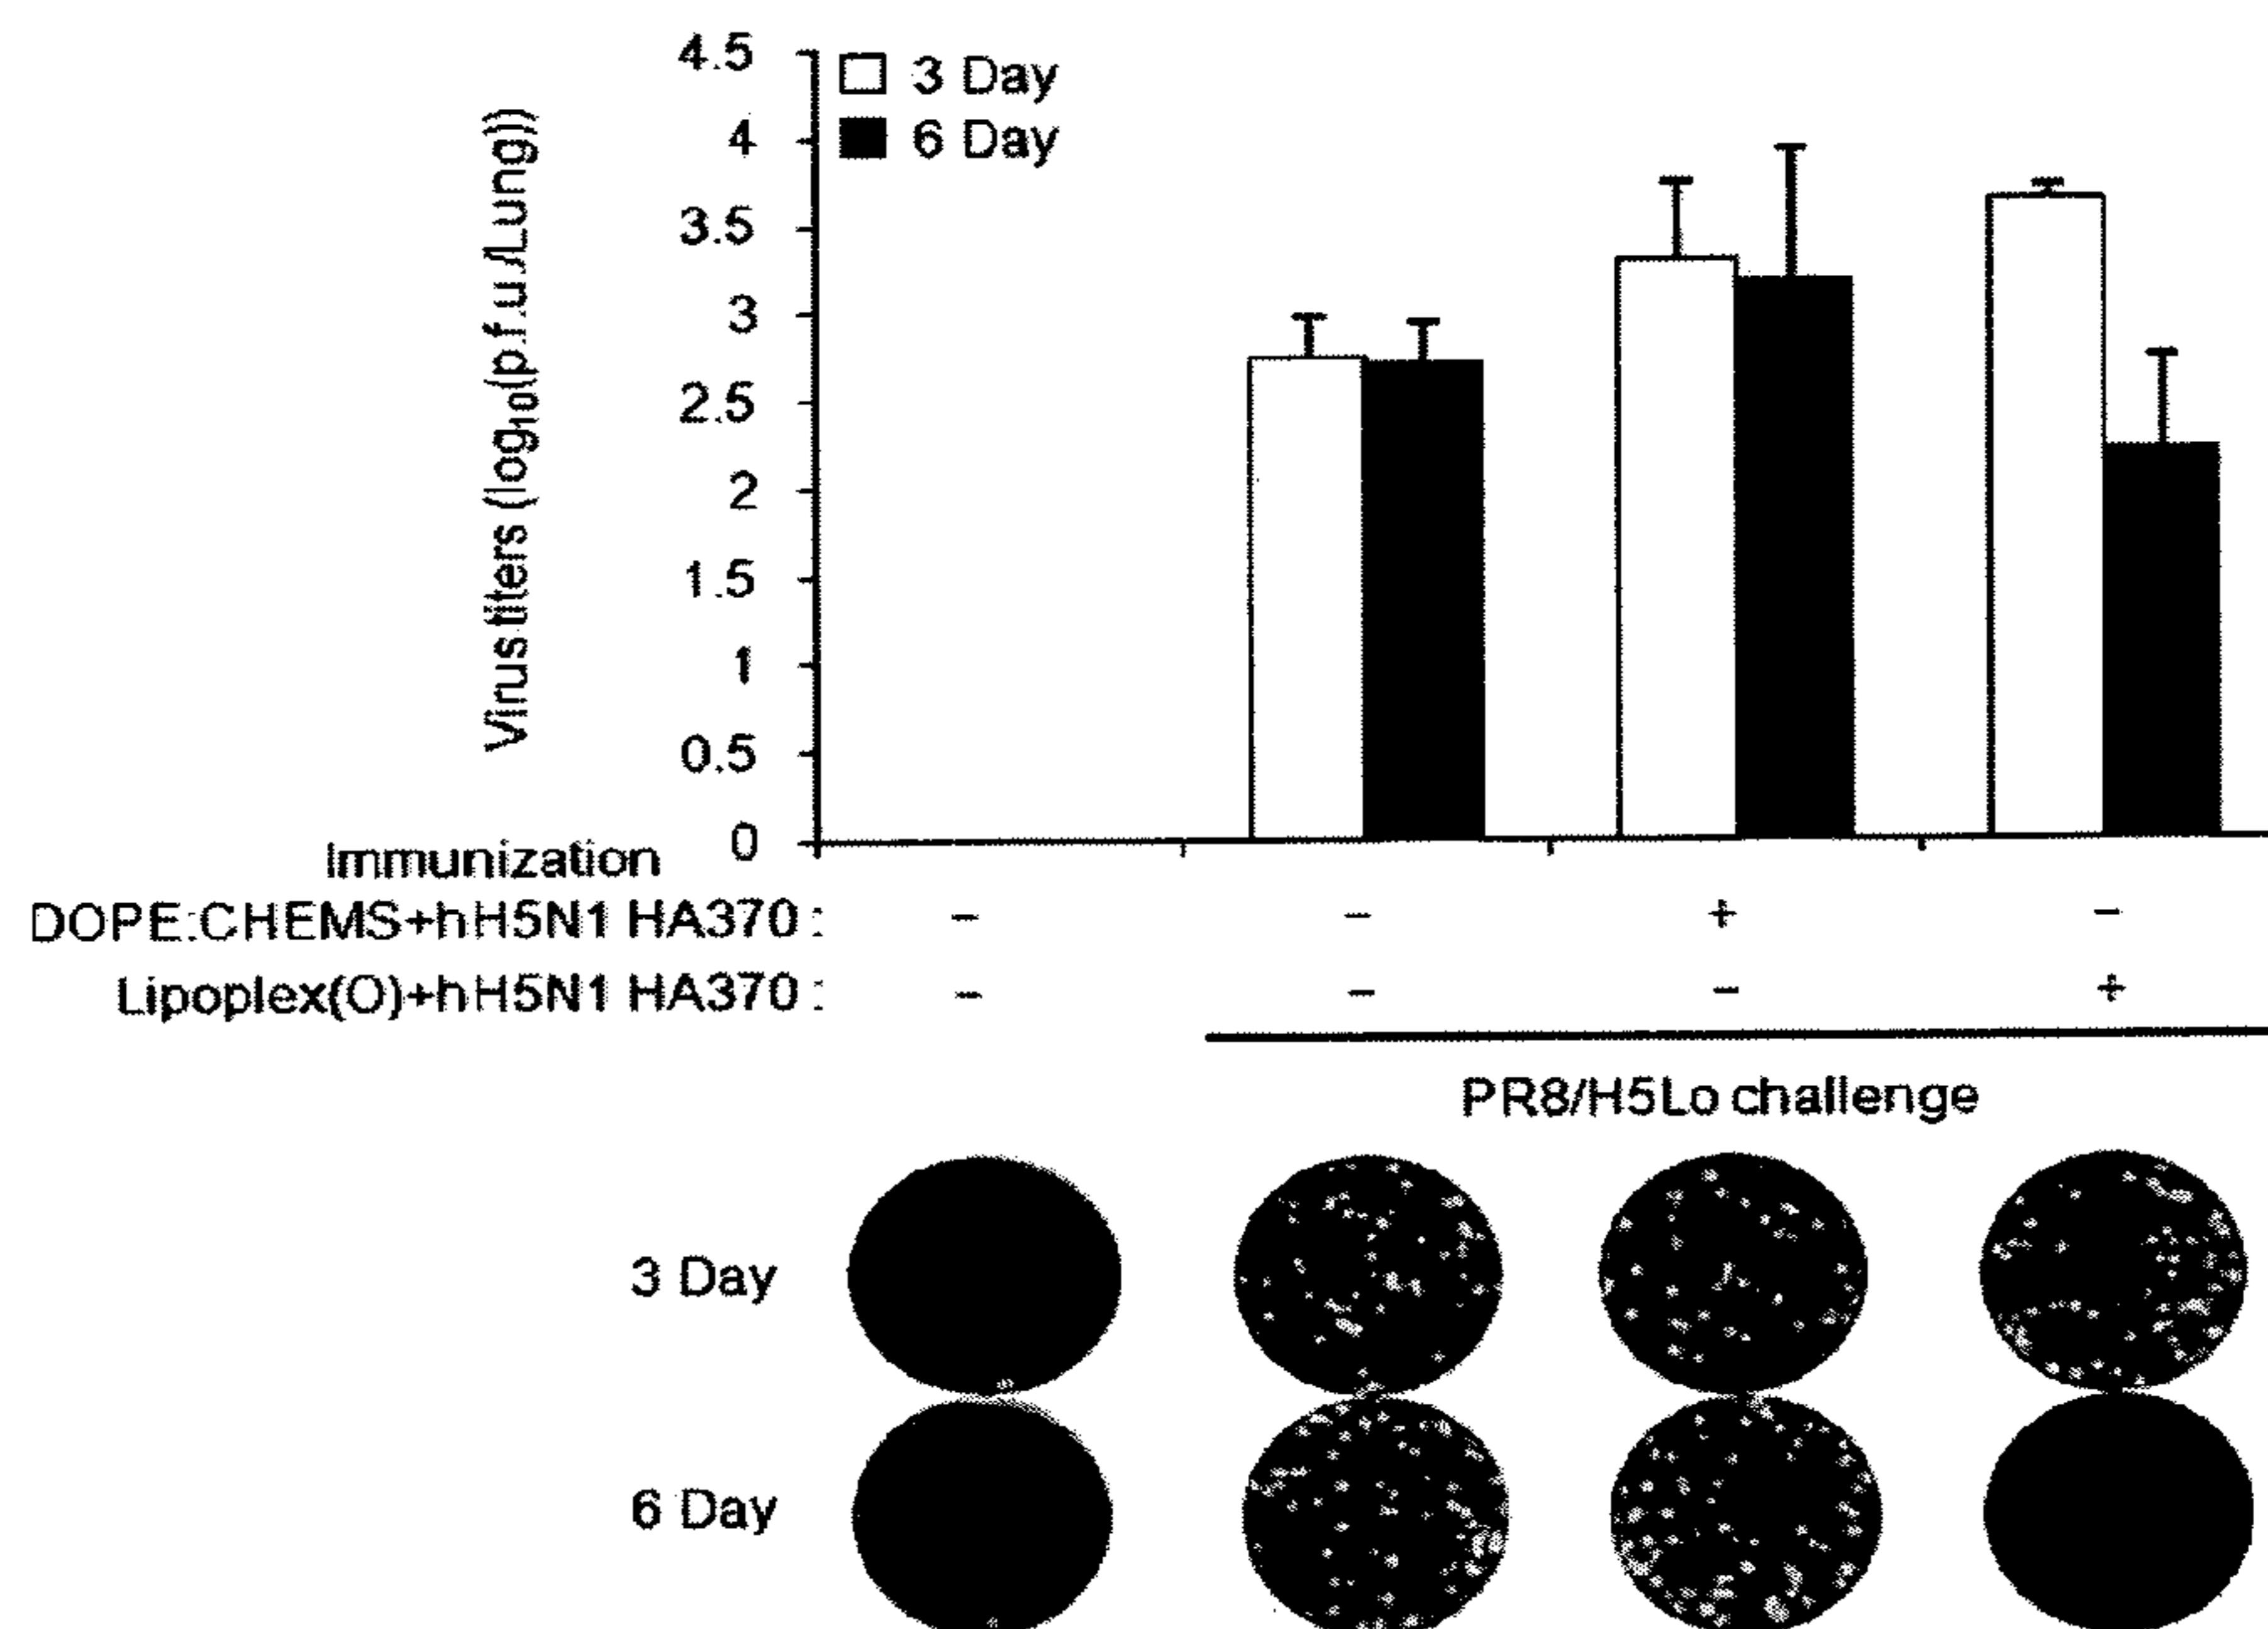 Virus titers (log10(p.f.u./Lung))
4.5
4
3.5
3
2.5
2
1.5
1
0.5
0
3 Day
6 Day
Immunization
DOPE:CHEMS+hH5N1 HA370 : − − + −
Lipoplex(O)+hH5N1 HA370 : − − − +
PR8/H5Lo challenge
3 Day
6 Day